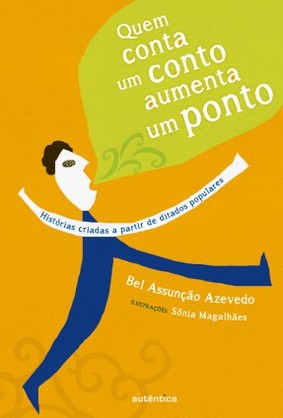 Quem
conta
um conto
aumenta
um ponto
Histórias criadas a partir de ditados populares
Bel Assunção Azevedo
ILUSTRAÇÕES Sônia Magalhães
autêntica